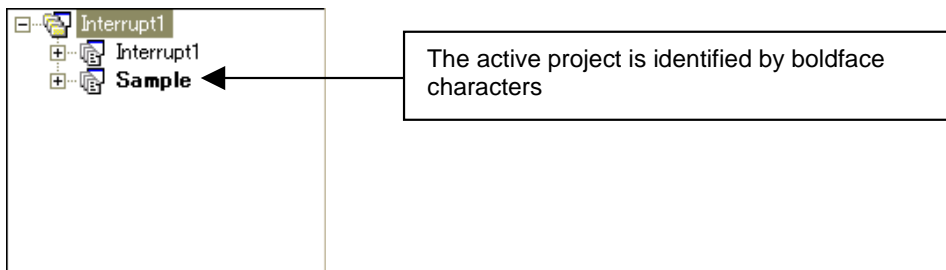 Interrupt1
Interrupt1
Sample
The active project is identified by boldface
characters